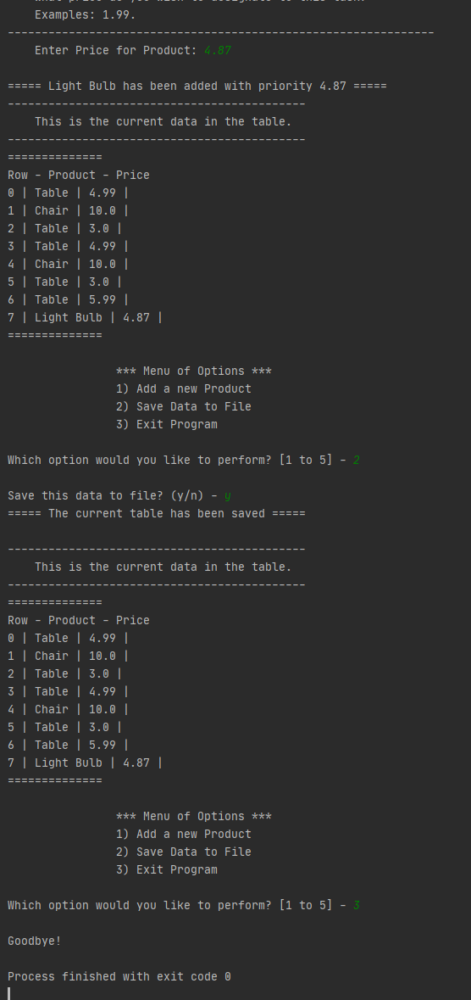 Examples: 1.99.
---------------------------------------------------------------
Enter Price for Product: 4.87
===== Light Bulb has been added with priority 4.87 =====
--------------------------------------------
This is the current data in the table.
--------------------------------------------
==============
Row - Product - Price
0 | Table | 4.99 |
1 | Chair | 10.0 |
2 | Table | 3.0 |
3 | Table | 4.99 |
4 | Chair | 10.0 |
5 | Table | 3.0 |
6 | Table | 5.99 |
7 | Light Bulb | 4.87 |
==============
*** Menu of Options ***
1) Add a new Product
2) Save Data to File
3) Exit Program
Which option would you like to perform? [1 to 5] - 2
Save this data to file? (y/n) - y
===== The current table has been saved =====
--------------------------------------------
This is the current data in the table.
--------------------------------------------
==============
Row - Product - Price
0 | Table | 4.99 |
1 | Chair | 10.0 |
2 | Table | 3.0 |
3 | Table | 4.99 |
4 | Chair | 10.0 |
5 | Table | 3.0 |
6 | Table | 5.99 |
7 | Light Bulb | 4.87 |
==============
*** Menu of Options ***
1) Add a new Product
2) Save Data to File
3) Exit Program
Which option would you like to perform? [1 to 5] - 3
Goodbye!
Process finished with exit code 0